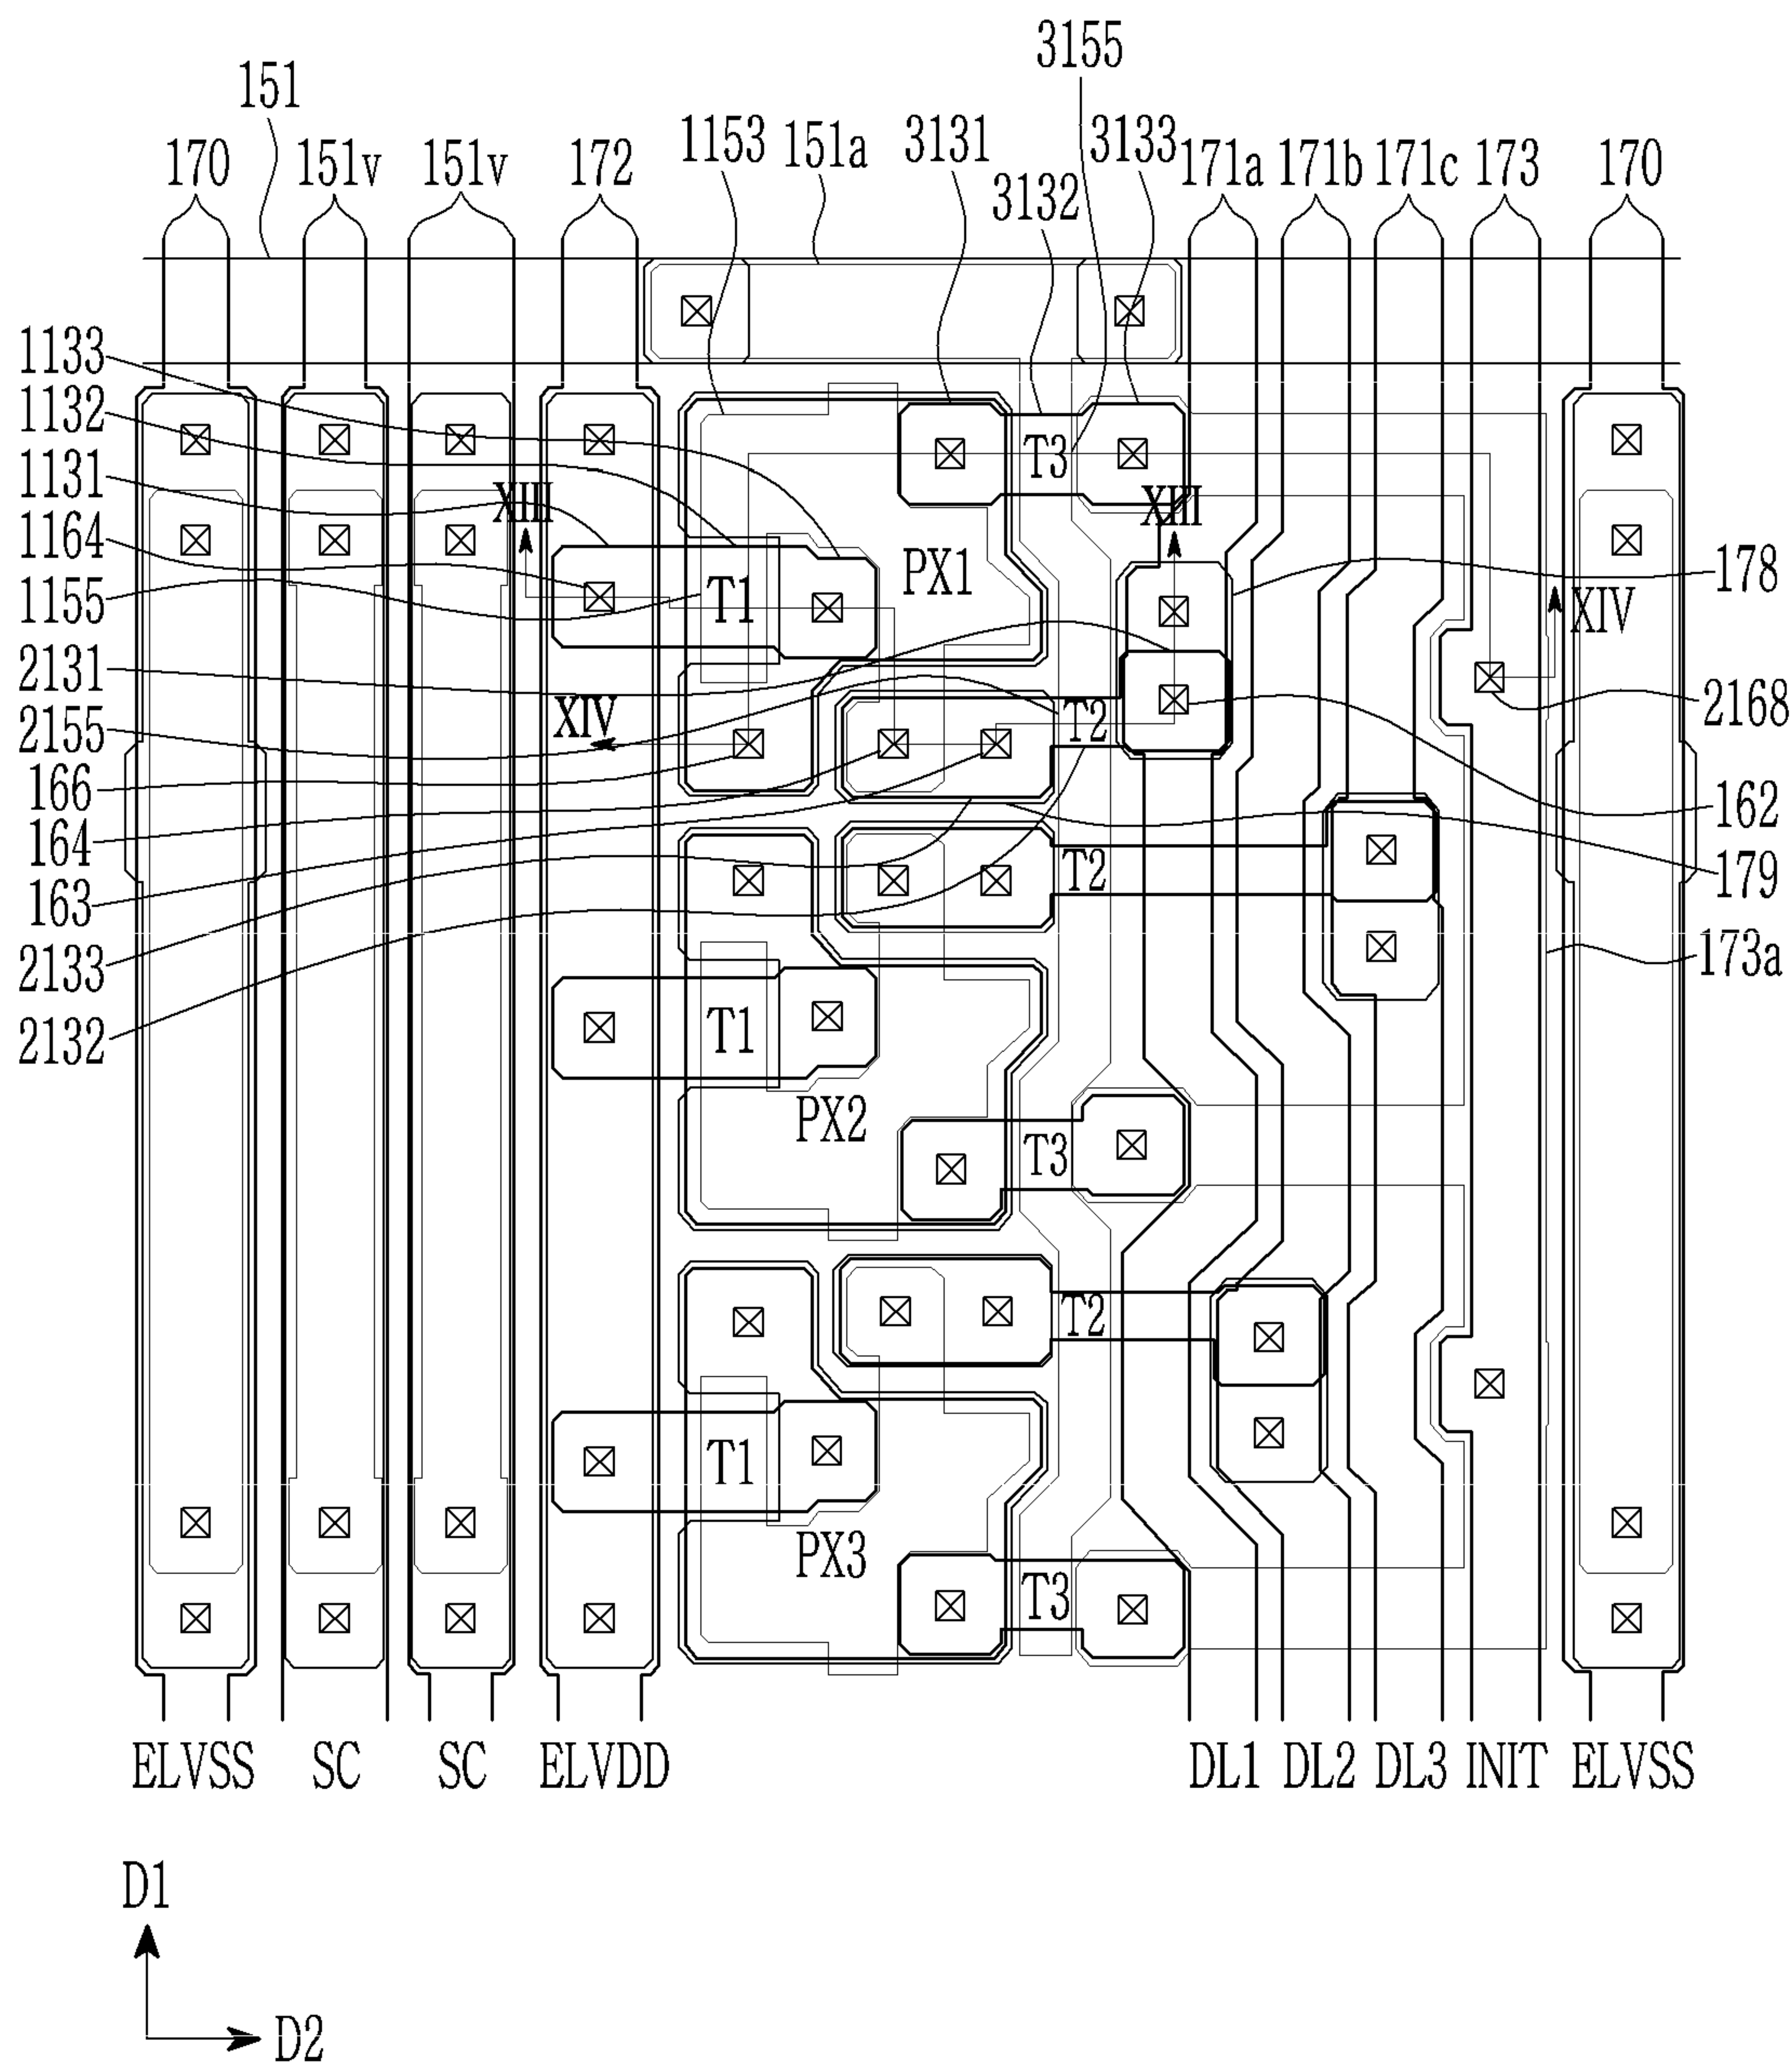 3155
151
1153
151a
3131
3133
170
151v
151v
172
3132
171a
171b
171c
173
170
1133
1132
1131
1164
1155
2131
2155
166
164
163
2133
2132
T3
XIII
XIII
PX1
T1
178
XIV
2168
XIV
T2
162
T2
179
173a
T1
PX2
T3
T2
T1
PX3
T3
ELVSS
SC
SC
ELVDD
DL1
DL2
DL3
INIT
ELVSS
D1
D2